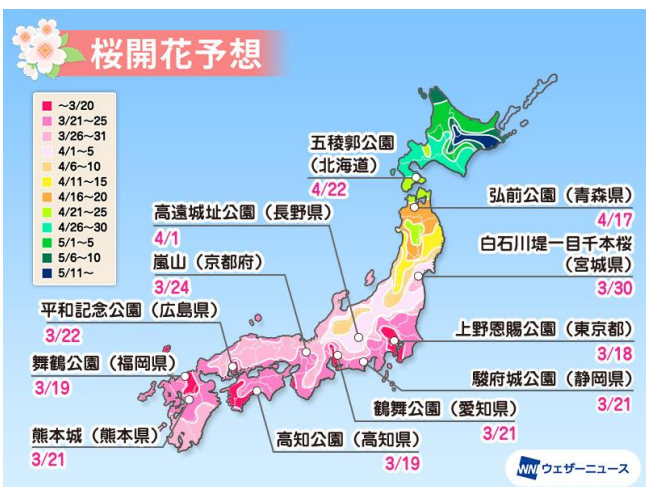 桜開花予想
~3/20
3/21~25
3/26~31
4/1~5
4/6~10
4/11~15
4/16~20
4/21~25
4/26~30
5/1~5
5/6~10
5/11~
五稜郭公園
(北海道)
4/22
弘前公園(青森県)
4/17
高遠城址公園(長野県)
4/1
白石川堤一目千本桜
(宮城県)
3/30
嵐山(京都府)
3/24
平和記念公園(広島県)
3/22
上野恩賜公園(東京都)
3/18
舞鶴公園(福岡県)
3/19
駿府城公園(静岡県)
3/21
鶴舞公園(愛知県)
3/21
熊本城(熊本県)
3/21
高知公園(高知県)
3/19
WN ウェザーニュース